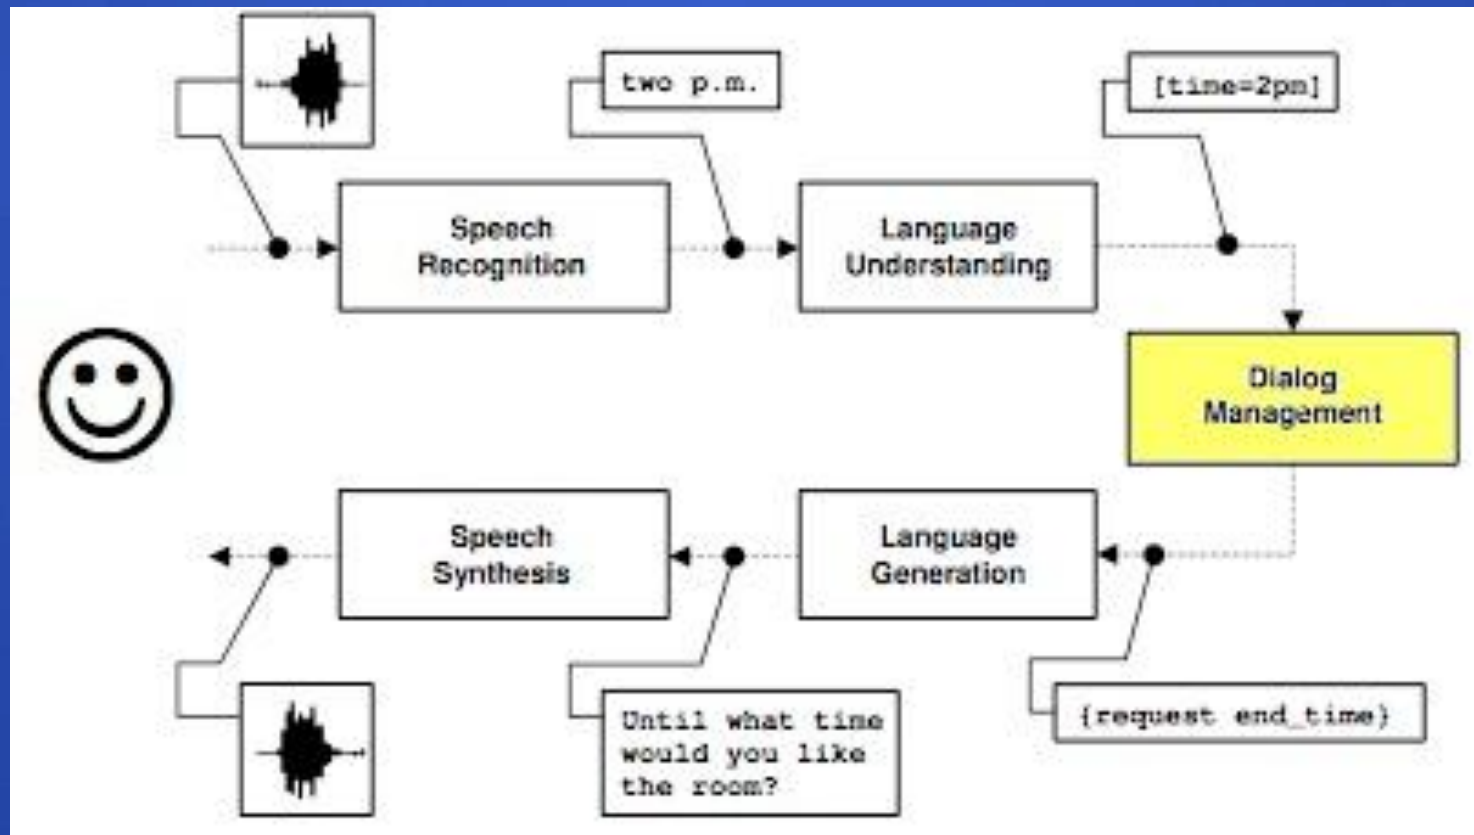 two p.m.
[time=2pm]
Speech
Recognition
Language
Understanding
Dialog
Management
Speech
Synthesis
Language
Generation
Until what time
would you like
the room?
{request end_time}